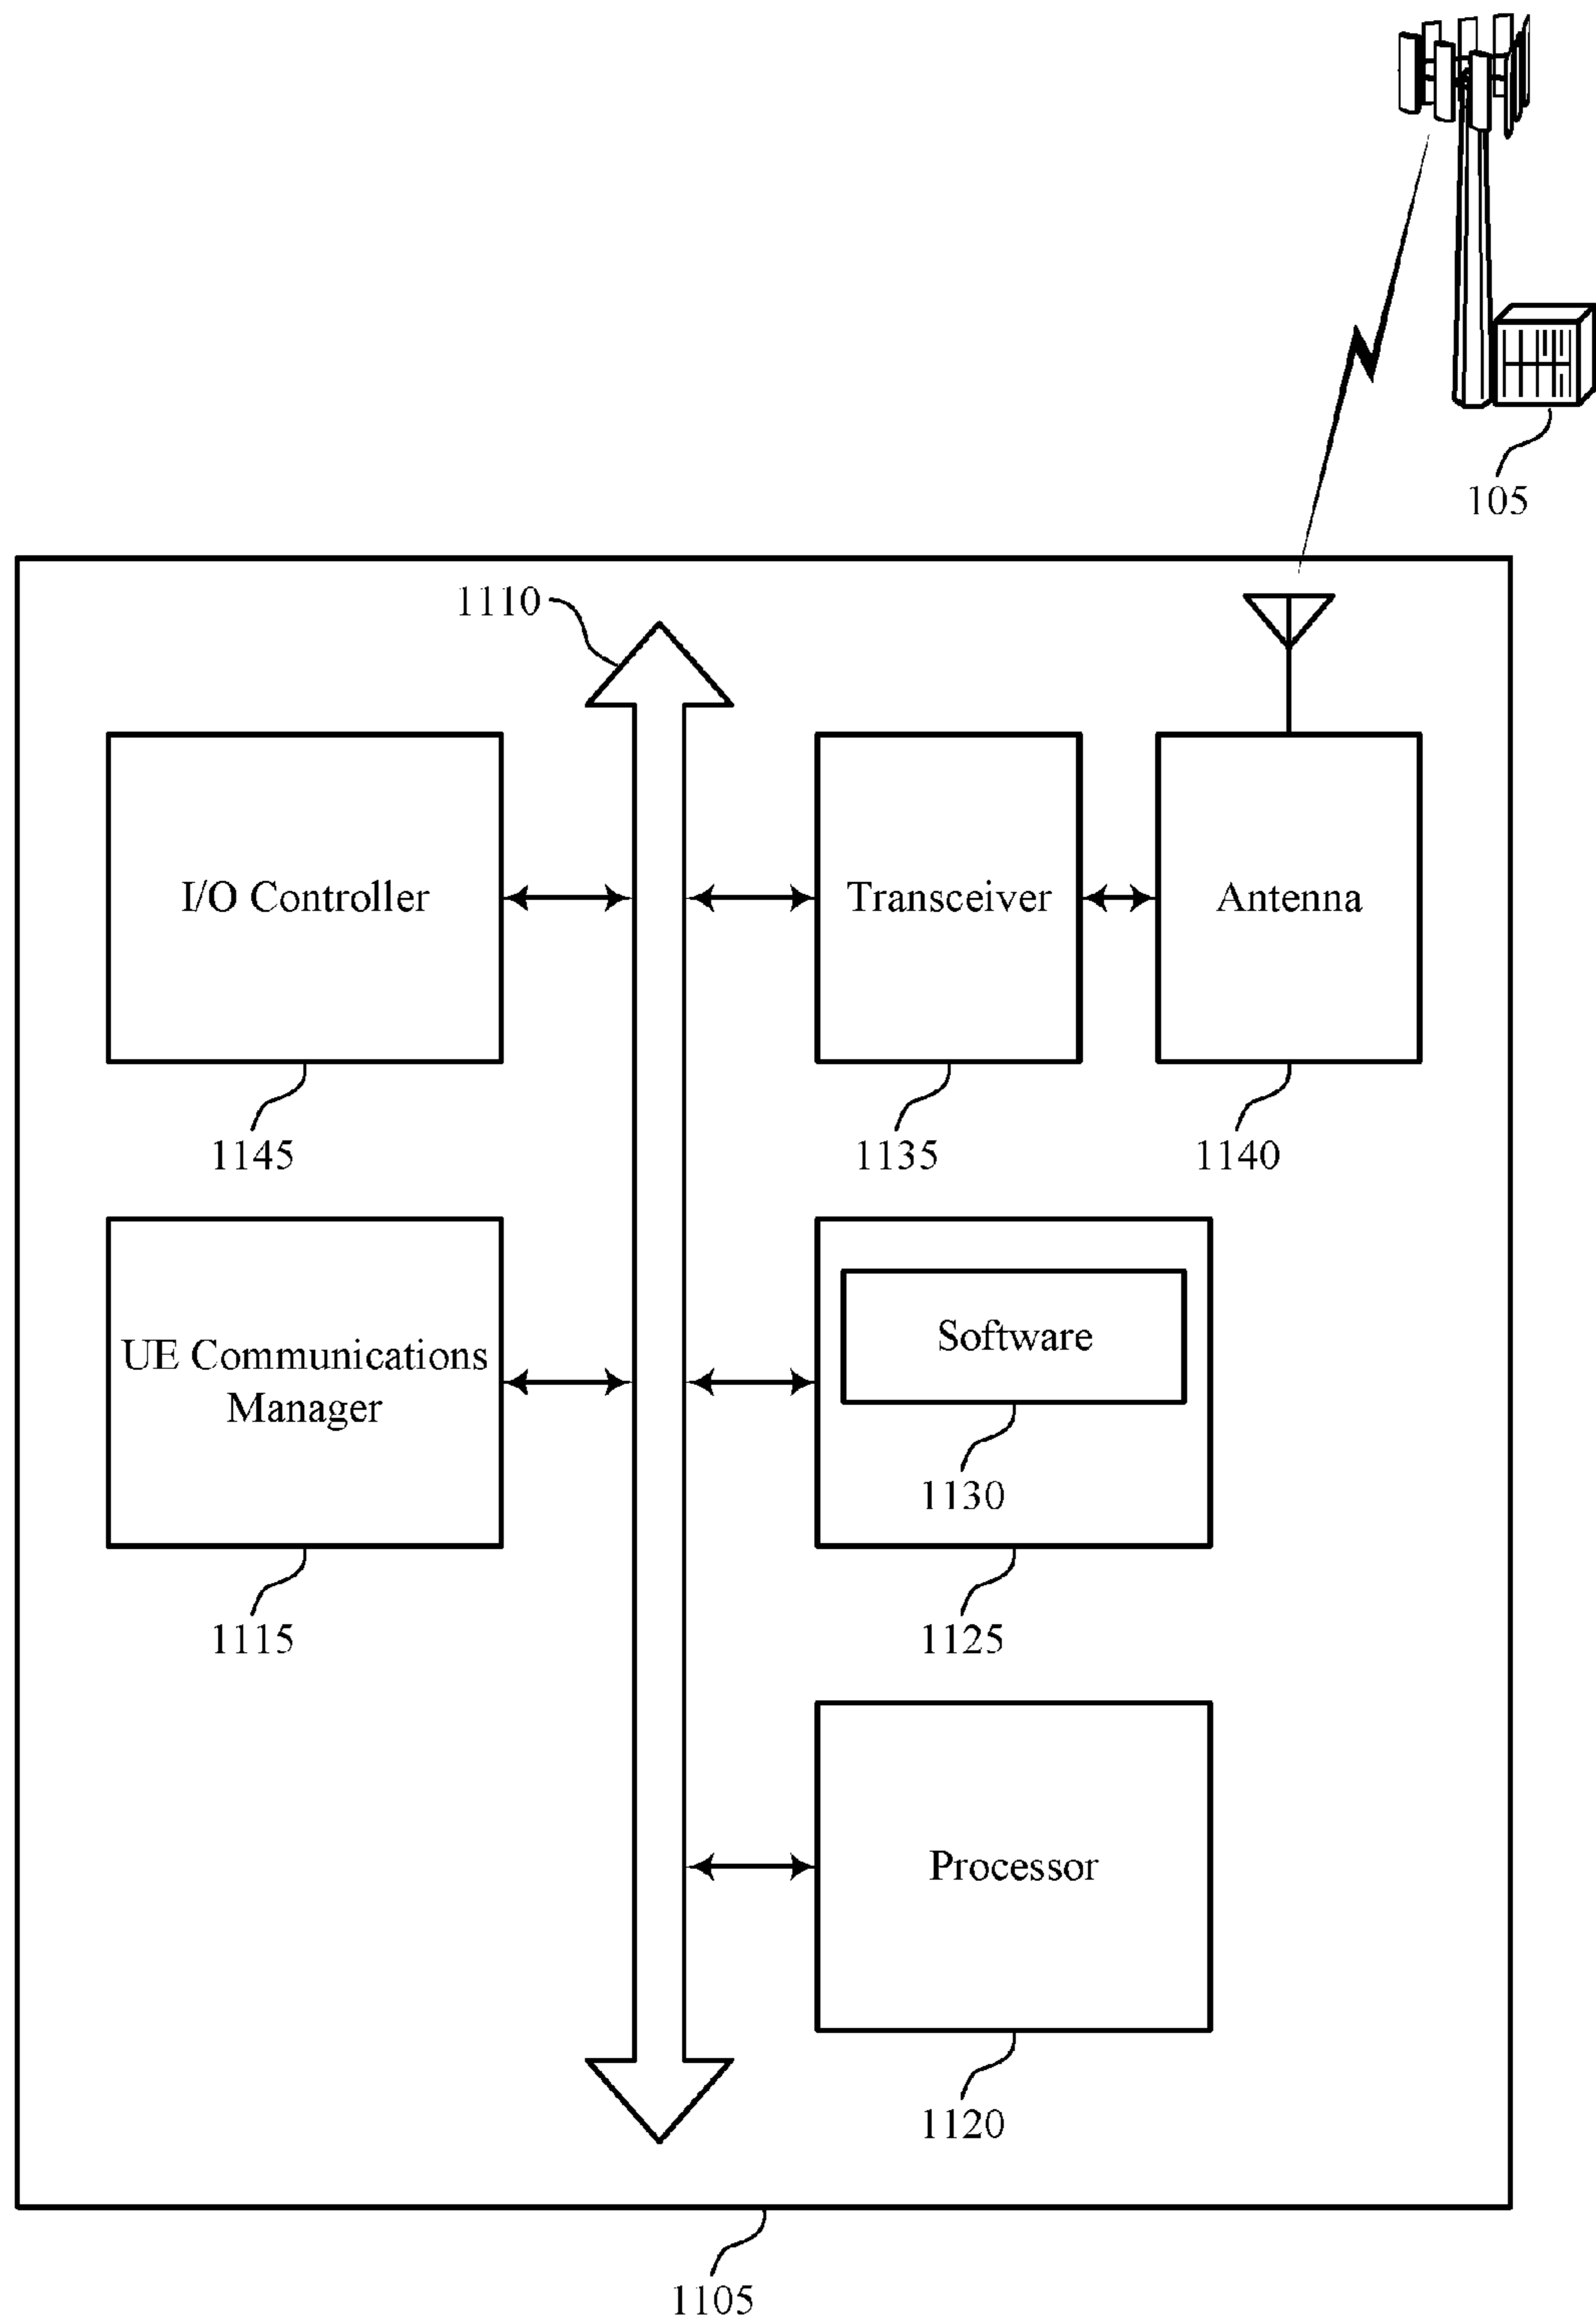 105
1110
I/O Controller
Transceiver
Antenna
1145
1135
1140
UE Communications
Manager
Software
1130
1115
1125
Processor
1120
1105